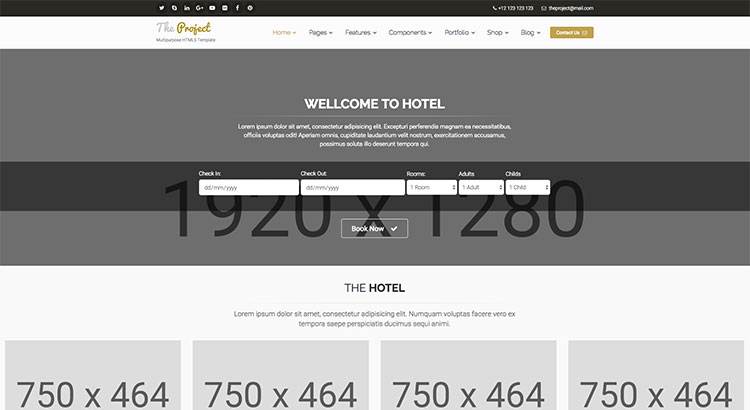 +12 123 123 123 theproject@mail.com
The Project
Multipurpose HTML5 Template
Home Pages Features Components Portfolio Shop Blog Contact Us
WELLCOME TO HOTEL
Lorem ipsum dolor sit amet, consectetur adipisicing elit. Excepturi perferendis magnam ea necessitatibus,
officiis voluptas odit! Aperiam omnis, cupiditate laudantium velit nostrum, exercitationem accusamus,
possimus soluta illo deserunt tempora qui.
Check In: Check Out: Rooms: Adults Childs
dd/mm/yyyy dd/mm/yyyy 1 Room 1 Adult 1 Child
1920 x 1280
Book Now
THE HOTEL
Lorem ipsum dolor sit amet, consectetur adipisicing elit. Numquam voluptas facere vero ex
tempora saepe perspiciatis ducimus sequi animi.
750 x 464 750 x 464 750 x 464 750 x 464